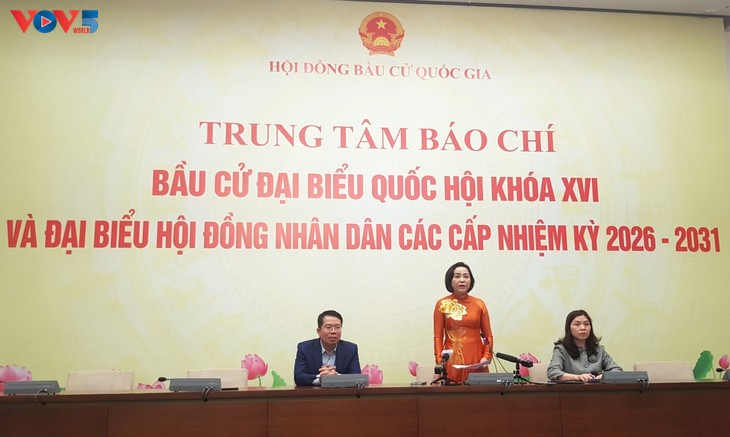 VOV5
WORLD
HỘI ĐỒNG BẦU CỬ QUỐC GIA
TRUNG TÂM BÁO CHÍ
BẦU CỬ ĐẠI BIỂU QUỐC HỘI KHÓA XVI
VÀ ĐẠI BIỂU HỘI ĐỒNG NHÂN DÂN CÁC CẤP NHIỆM KỲ 2026 - 2031